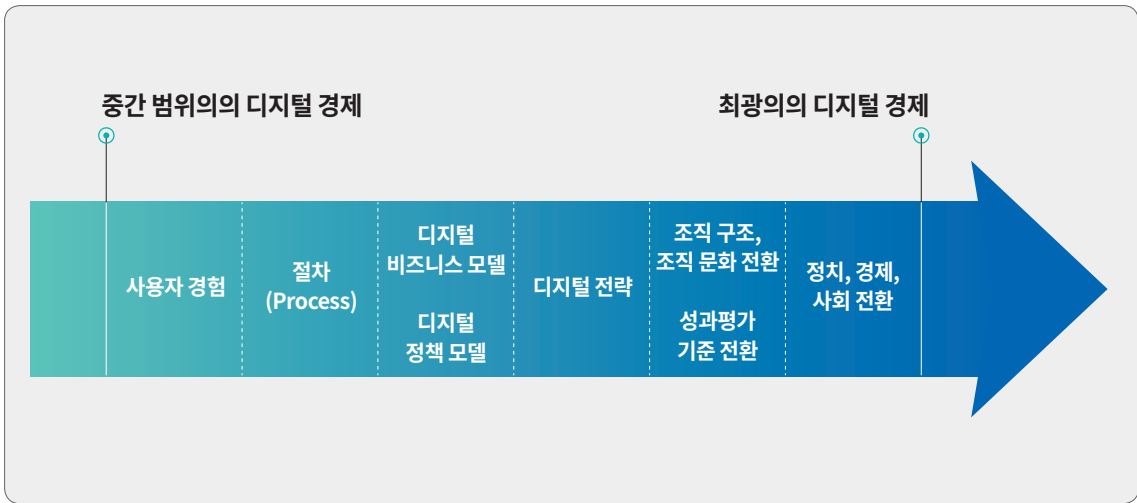 중간 범위의의 디지털 경제
최광의의 디지털 경제
사용자 경험
절차
(Process)
디지털
비즈니스 모델
디지털
정책 모델
디지털 전략
조직 구조,
조직 문화 전환
성과평가
기준 전환
정치, 경제,
사회 전환